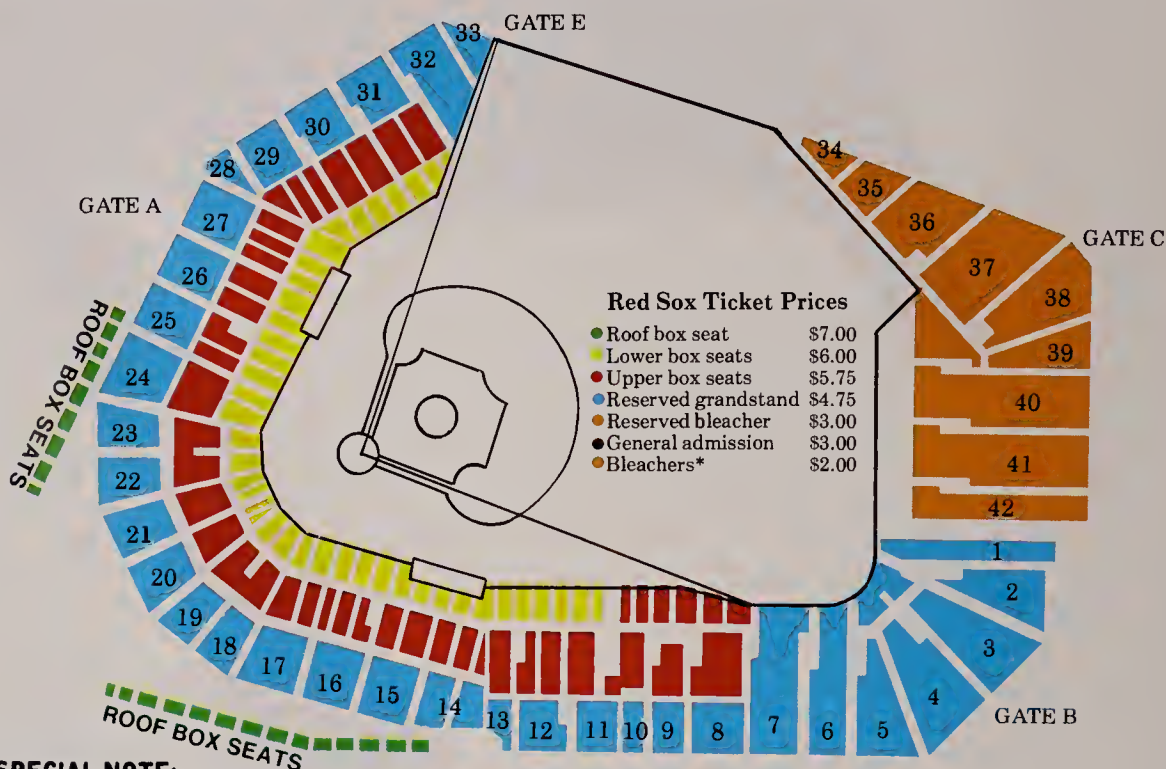 GATE E
33
32
31
30
29
28
27
GATE A
26
25
24
23
22
21
20
19
18
17
16
15
14
13
12
11
10
9
8
7
6
5
4
3
2
1
34
35
36
37
38
39
40
41
42
GATE C
GATE B
ROOF BOX SEATS
ROOF BOX SEATS
Red Sox Ticket Prices
Roof box seat $7.00
Lower box seats $6.00
Upper box seats $5.75
Reserved grandstand $4.75
Reserved bleacher $3.00
General admission $3.00
Bleachers* $2.00
SPECIAL NOTE: